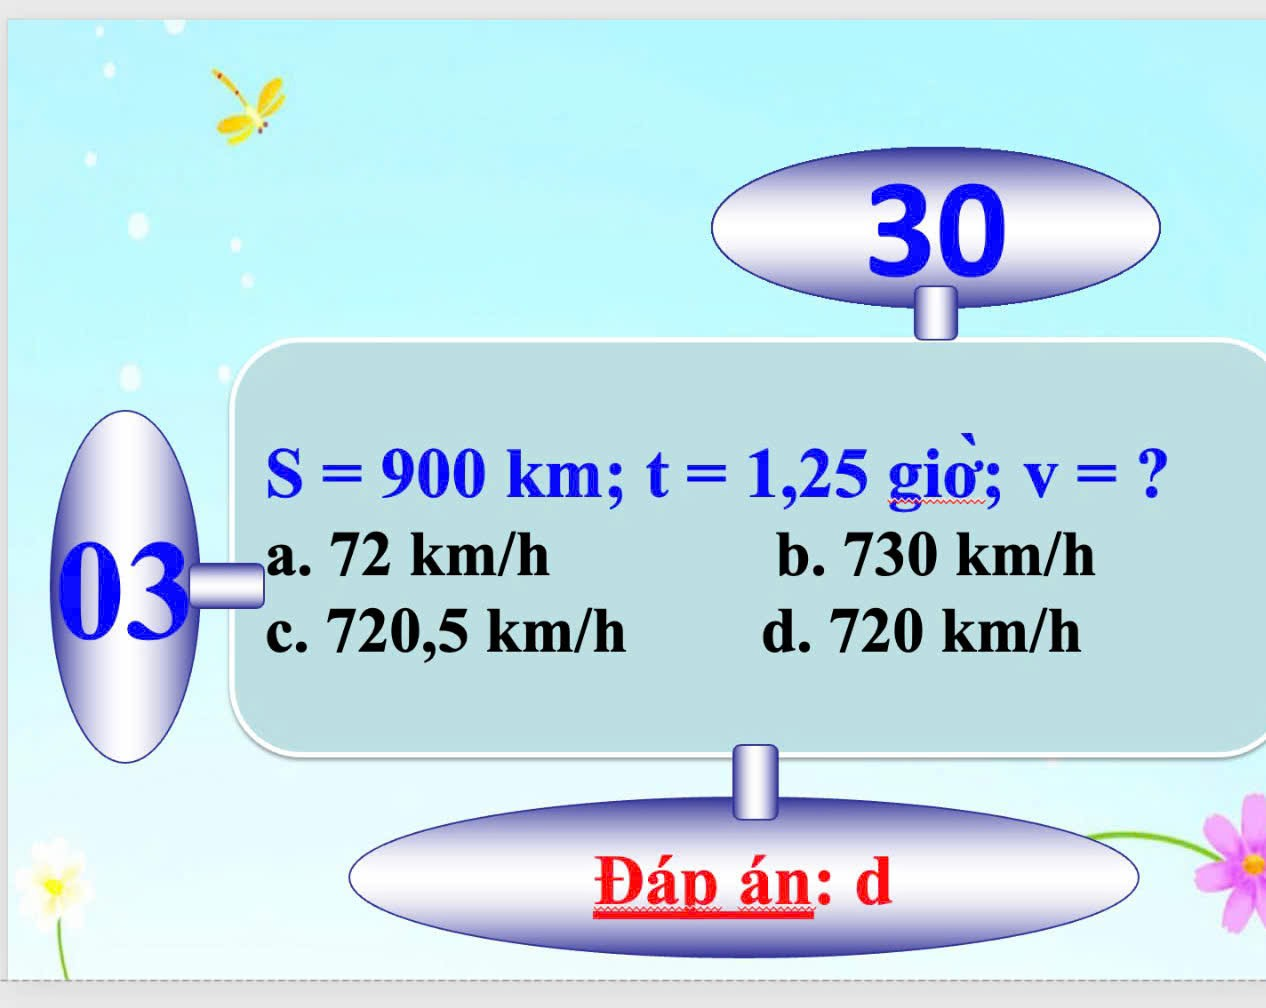 30
03
S = 900 km; t = 1,25 giờ; v = ?
a. 72 km/h b. 730 km/h
c. 720,5 km/h d. 720 km/h
Đáp án: d